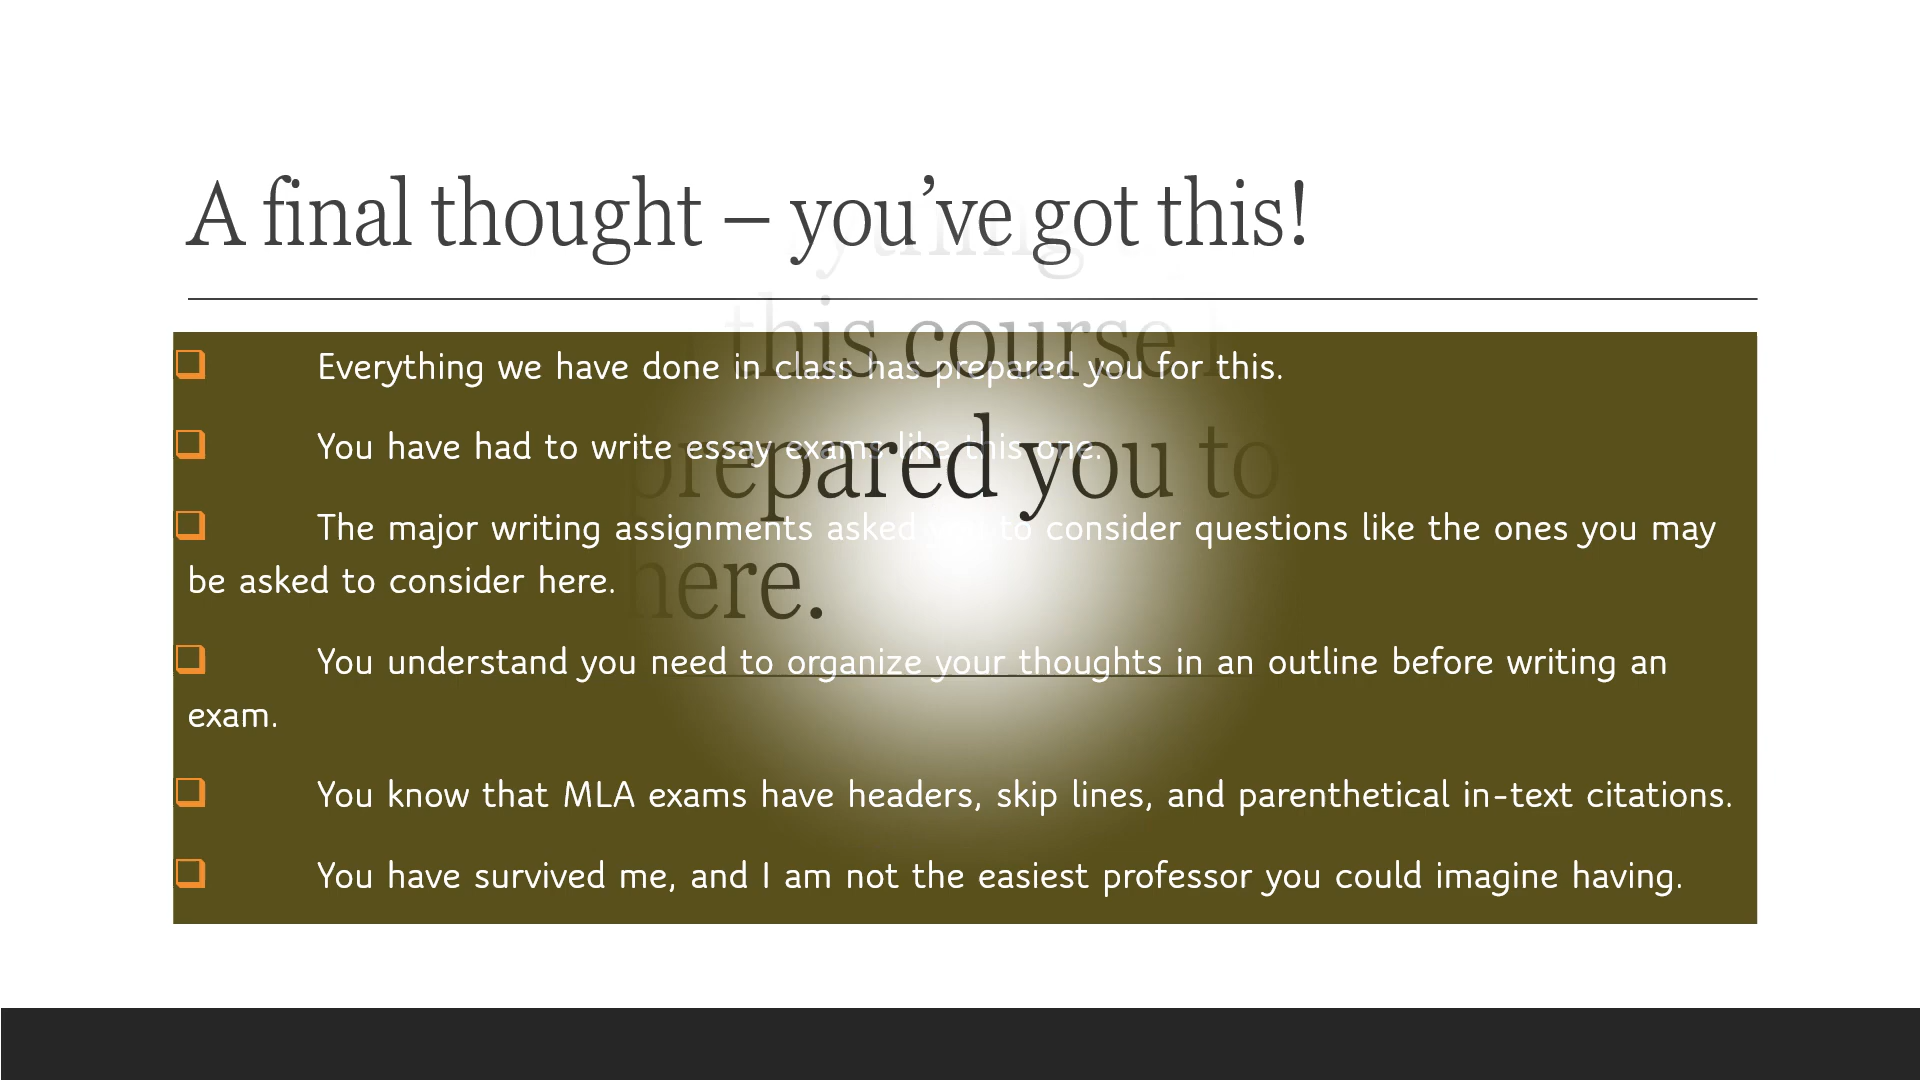 A final thought – you've got this!
this course
Everything we have done in class has prepared you for this.
prepared you to
You have had to write essay exams like this one.
The major writing assignments asked you to consider questions like the ones you may
be asked to consider here.
here.
You understand you need to organize your thoughts in an outline before writing an
exam.
You know that MLA exams have headers, skip lines, and parenthetical in-text citations.
You have survived me, and I am not the easiest professor you could imagine having.